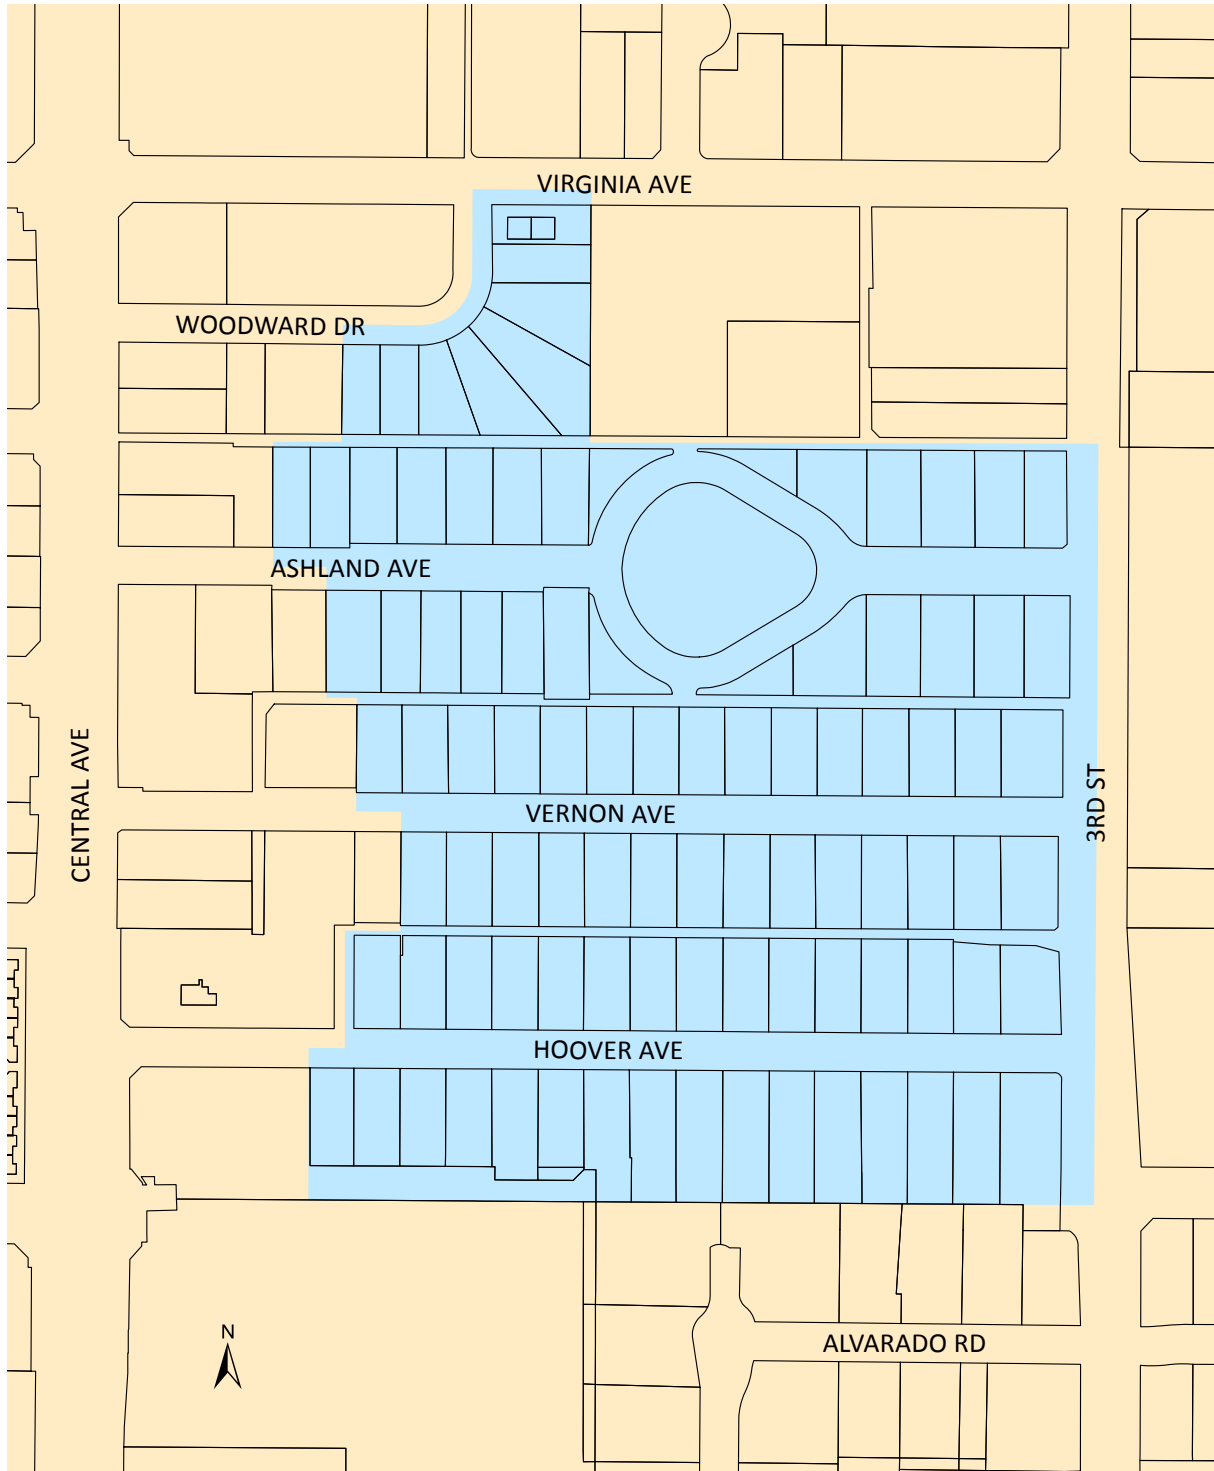 VIRGINIA AVE
WOODWARD DR
ASHLAND AVE
CENTRAL AVE
3RD ST
VERNON AVE
HOOVER AVE
N
ALVARADO RD